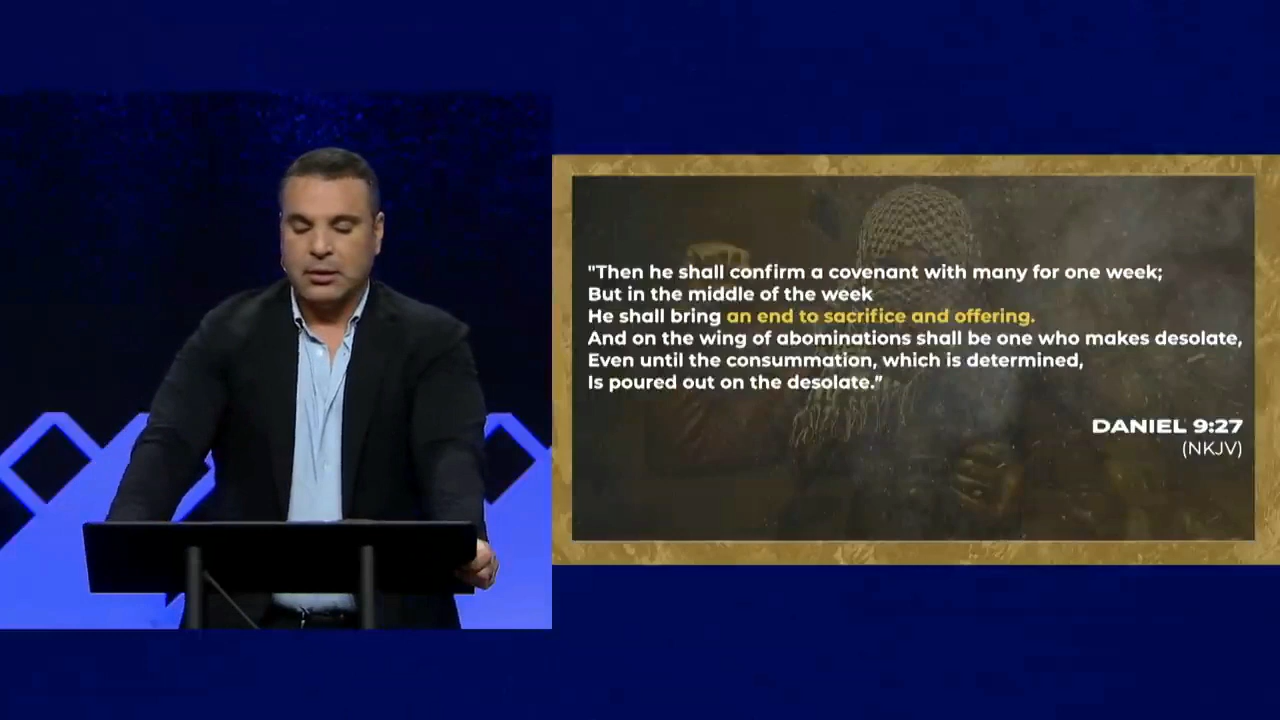 "Then he shall confirm a covenant with many for one week;
But in the middle of the week
He shall bring an end to sacrifice and offering.
And on the wing of abominations shall be one who makes desolate,
Even until the consummation, which is determined,
Is poured out on the desolate.”
DANIEL 9:27
(NKJV)